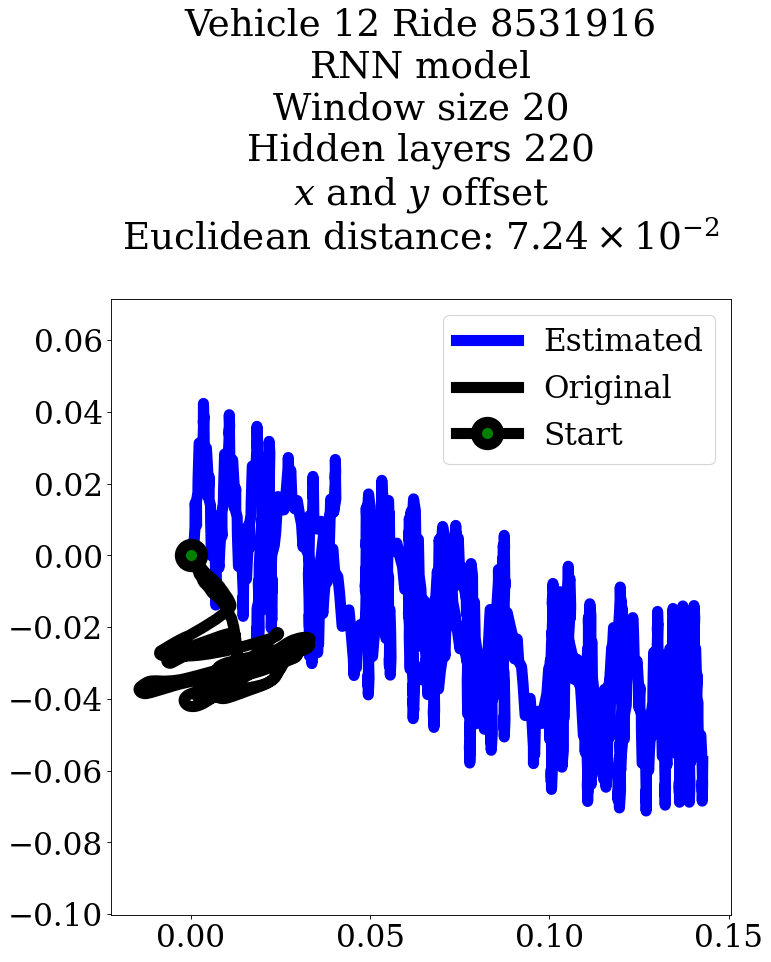 Vehicle 12 Ride 8531916
RNN model
Window size 20
Hidden layers 220
x and y offset
Euclidean distance: 7.24 × 10⁻²
Estimated
Original
Start
0.06
0.04
0.02
0.00
−0.02
−0.04
−0.06
−0.08
−0.10
0.00 0.05 0.10 0.15